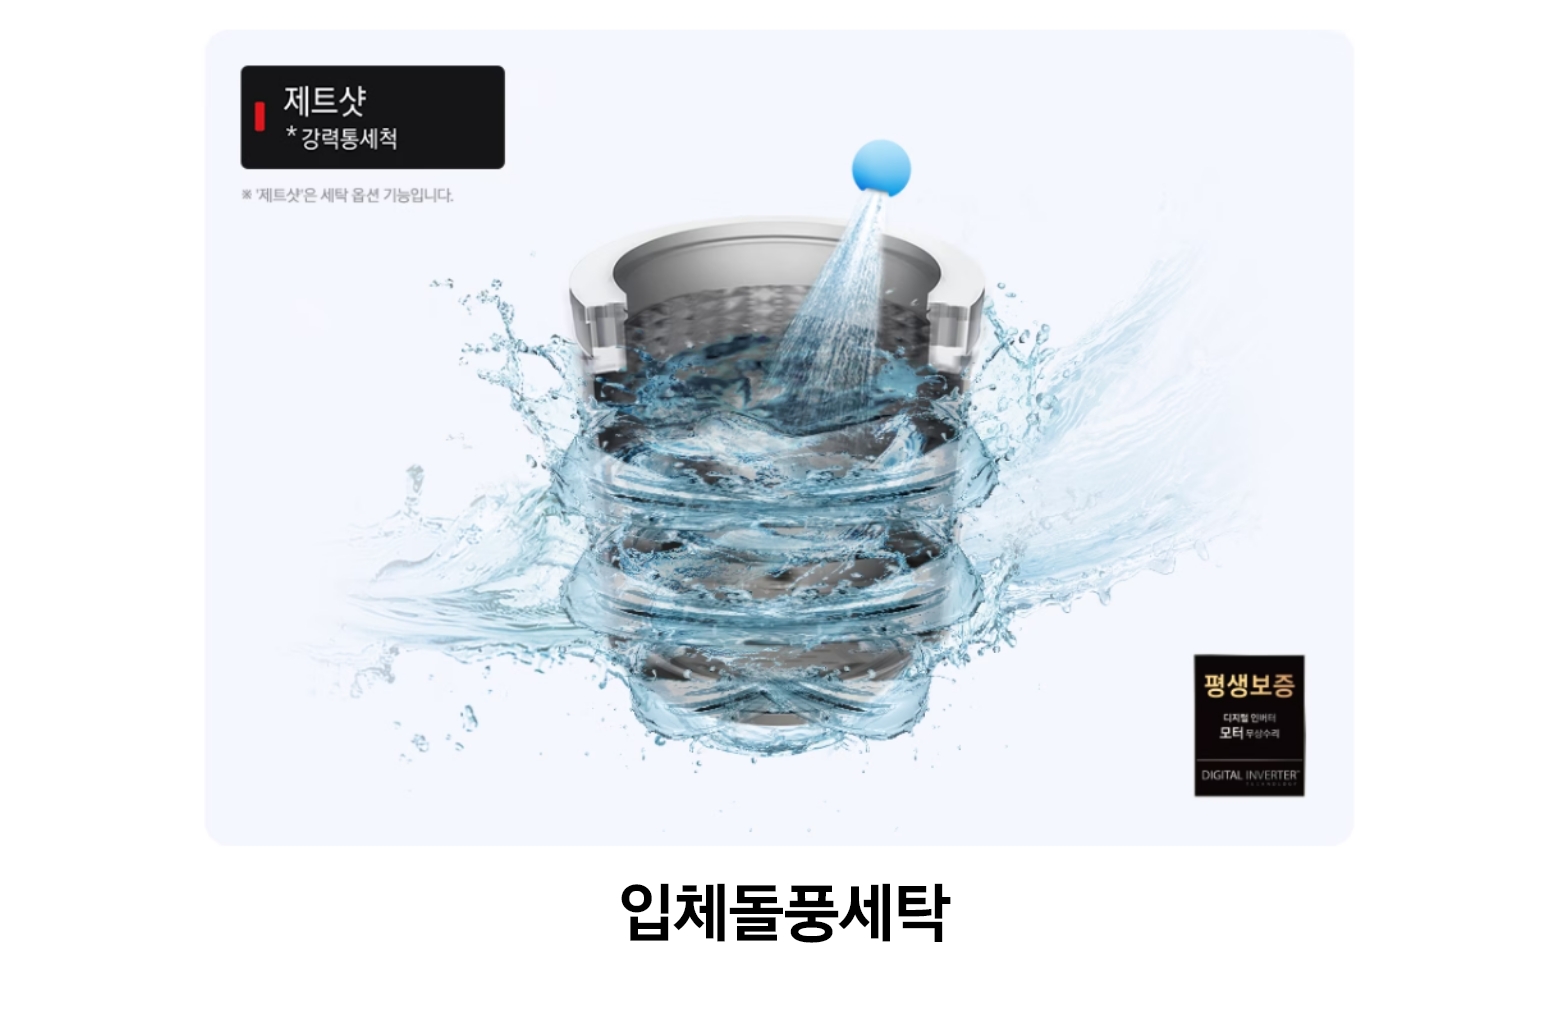 제트샷
*강력통세척
※ '제트샷'은 세탁 옵션 기능입니다.
평생보증
디지털 인버터
모터 무상수리
DIGITAL INVERTER
TECHNOLOGY
입체돌풍세탁